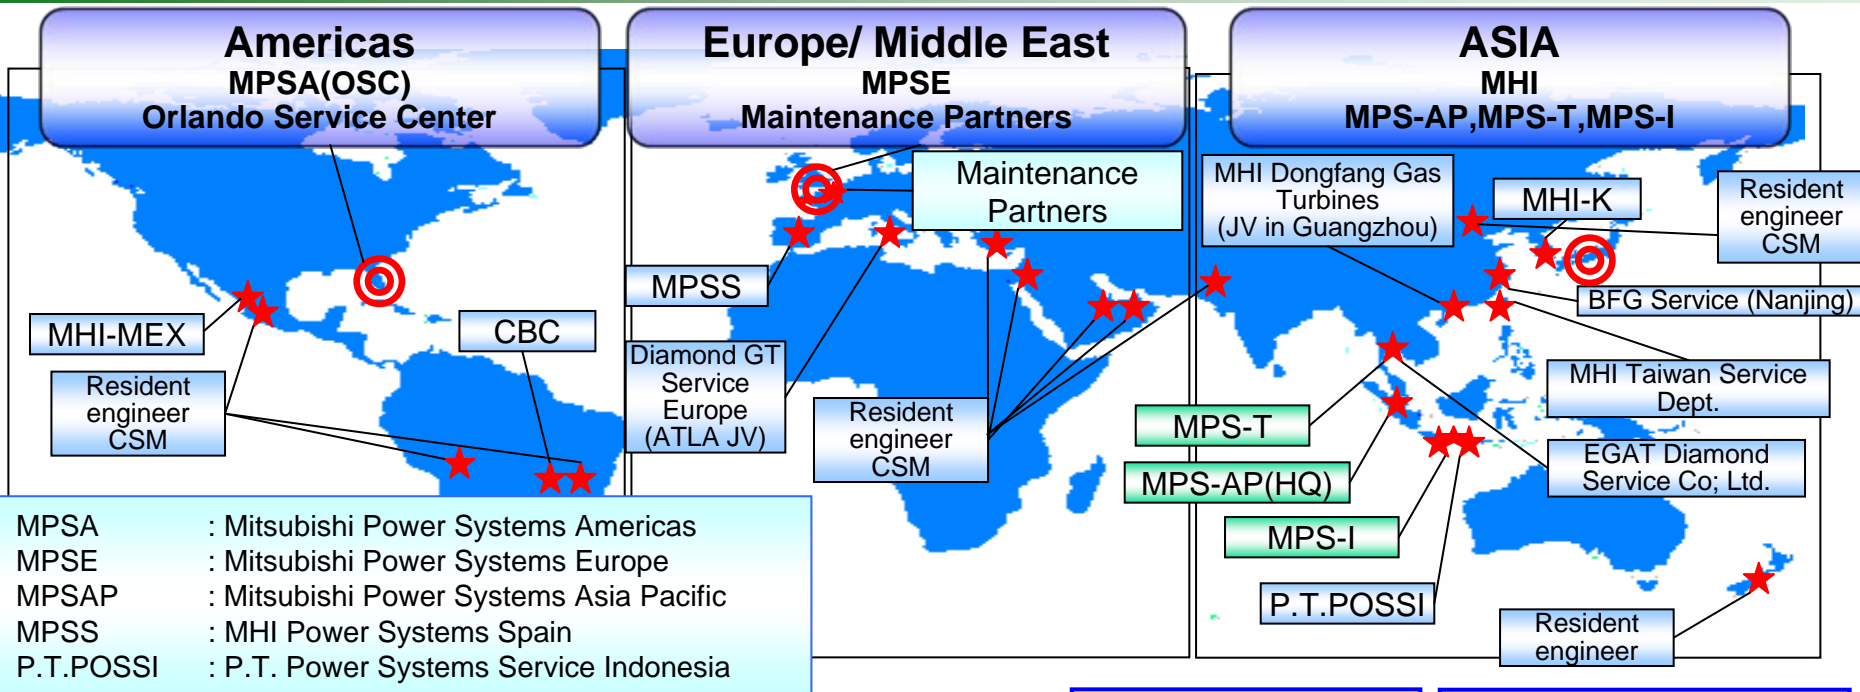 Americas
MPSA(OSC)
Orlando Service Center
Europe/ Middle East
MPSE
Maintenance Partners
ASIA
MHI
MPS-AP,MPS-T,MPS-I
MHI-MEX
Resident
engineer
CSM
CBC
Maintenance
Partners
MPSS
Diamond GT
Service
Europe
(ATLA JV)
Resident
engineer
CSM
MHI Dongfang Gas
Turbines
(JV in Guangzhou)
MHI-K
Resident
engineer
CSM
BFG Service (Nanjing)
MHI Taiwan Service
Dept.
MPS-T
MPS-AP(HQ)
EGAT Diamond
Service Co; Ltd.
MPS-I
P.T.POSSI
Resident
engineer
MPSA : Mitsubishi Power Systems Americas
MPSE : Mitsubishi Power Systems Europe
MPSAP : Mitsubishi Power Systems Asia Pacific
MPSS : MHI Power Systems Spain
P.T.POSSI : P.T. Power Systems Service Indonesia